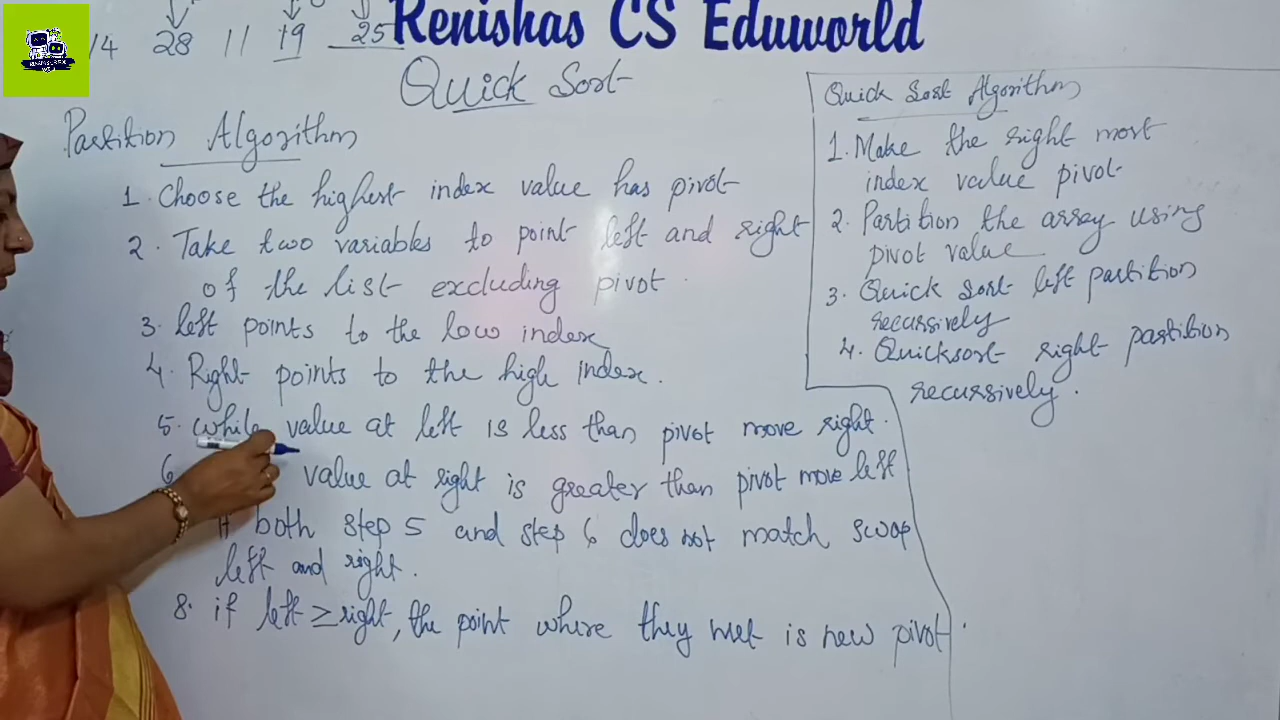 14 28 11 19 25
Renishas CS Eduworld
Quick Sort
Partition Algorithm
1. Choose the highest index value has pivot
2. Take two variables to point left and right
of the list excluding pivot.
3. left points to the low index
4. Right points to the high index.
5. while value at left is less than pivot move right.
6 value at right is greater than pivot move left
If both step 5 and step 6 does not match swap
left and right.
8. if left ≥ right, the point where they met is new pivot.
Quick Sort Algorithm
1. Make the right most
index value pivot
2. Partition the array using
pivot value
3. Quick Sort left partition
recursively
4. Quicksort right partition
recursively.